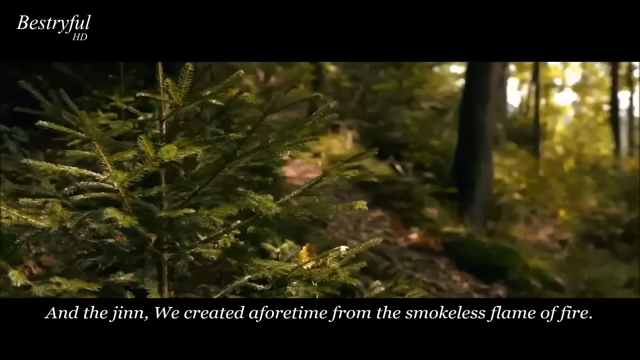 Bestryful
HD
And the jinn, We created aforetime from the smokeless flame of fire.